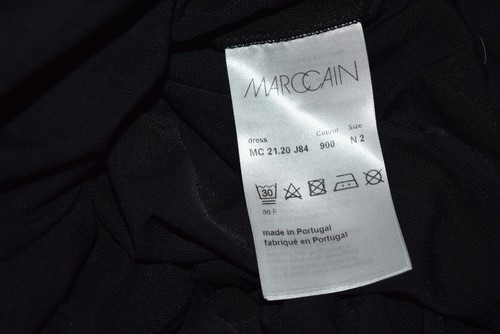 MARCCAIN
dress Colour Size
MC 21.20 J84 900 N 2
30
86 F
made in Portugal
fabriqué en Portugal